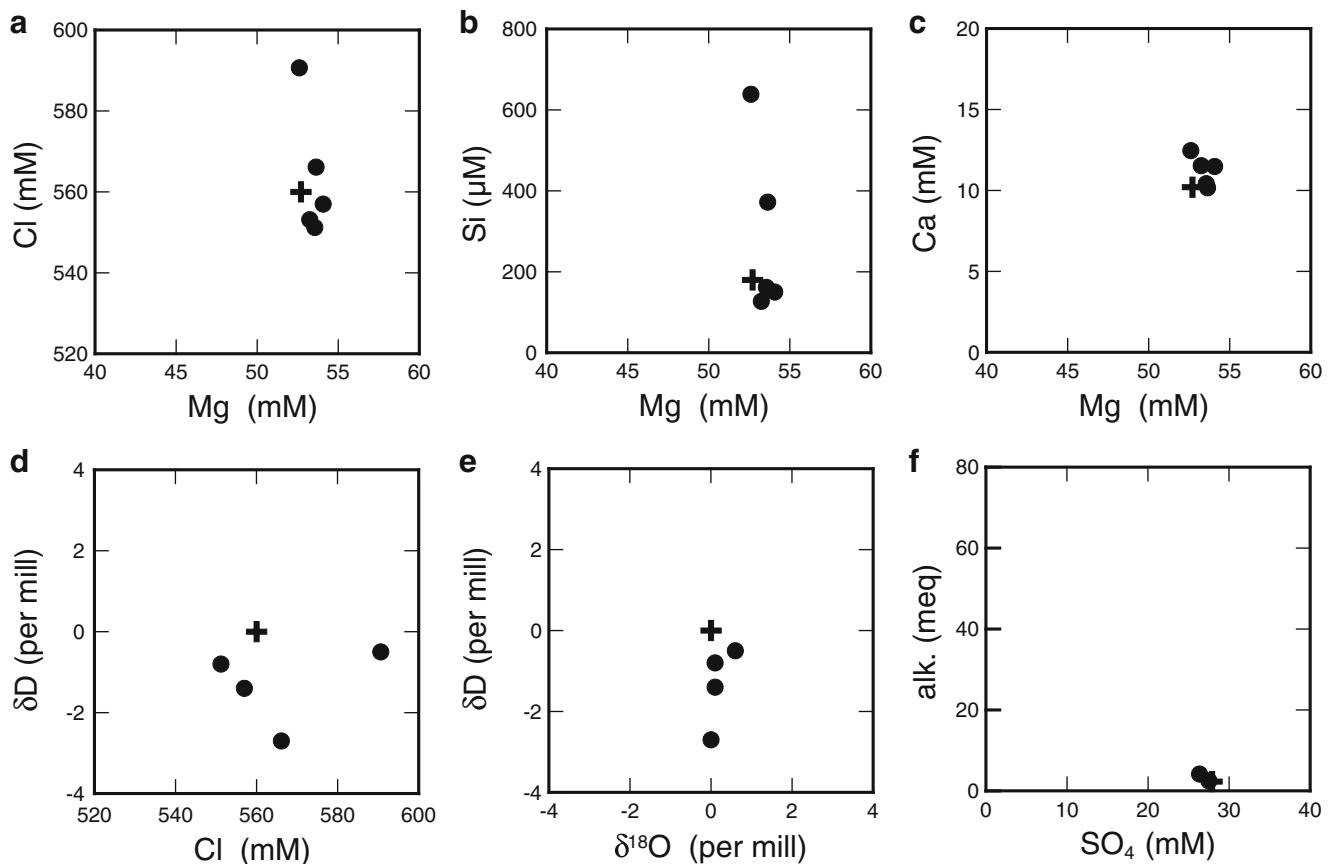 a
600
580
560
540
520
Cl (mM)
40 45 50 55 60
Mg (mM)
b
800
600
400
200
0
Si (µM)
40 45 50 55 60
Mg (mM)
c
20
15
10
5
0
Ca (mM)
40 45 50 55 60
Mg (mM)
d
4
2
0
-2
-4
δD (per mill)
520 540 560 580 600
Cl (mM)
e
4
2
0
-2
-4
δD (per mill)
-4 -2 0 2 4
δ¹⁸O (per mill)
f
80
60
40
20
0
alk. (meq)
0 10 20 30 40
SO₄ (mM)